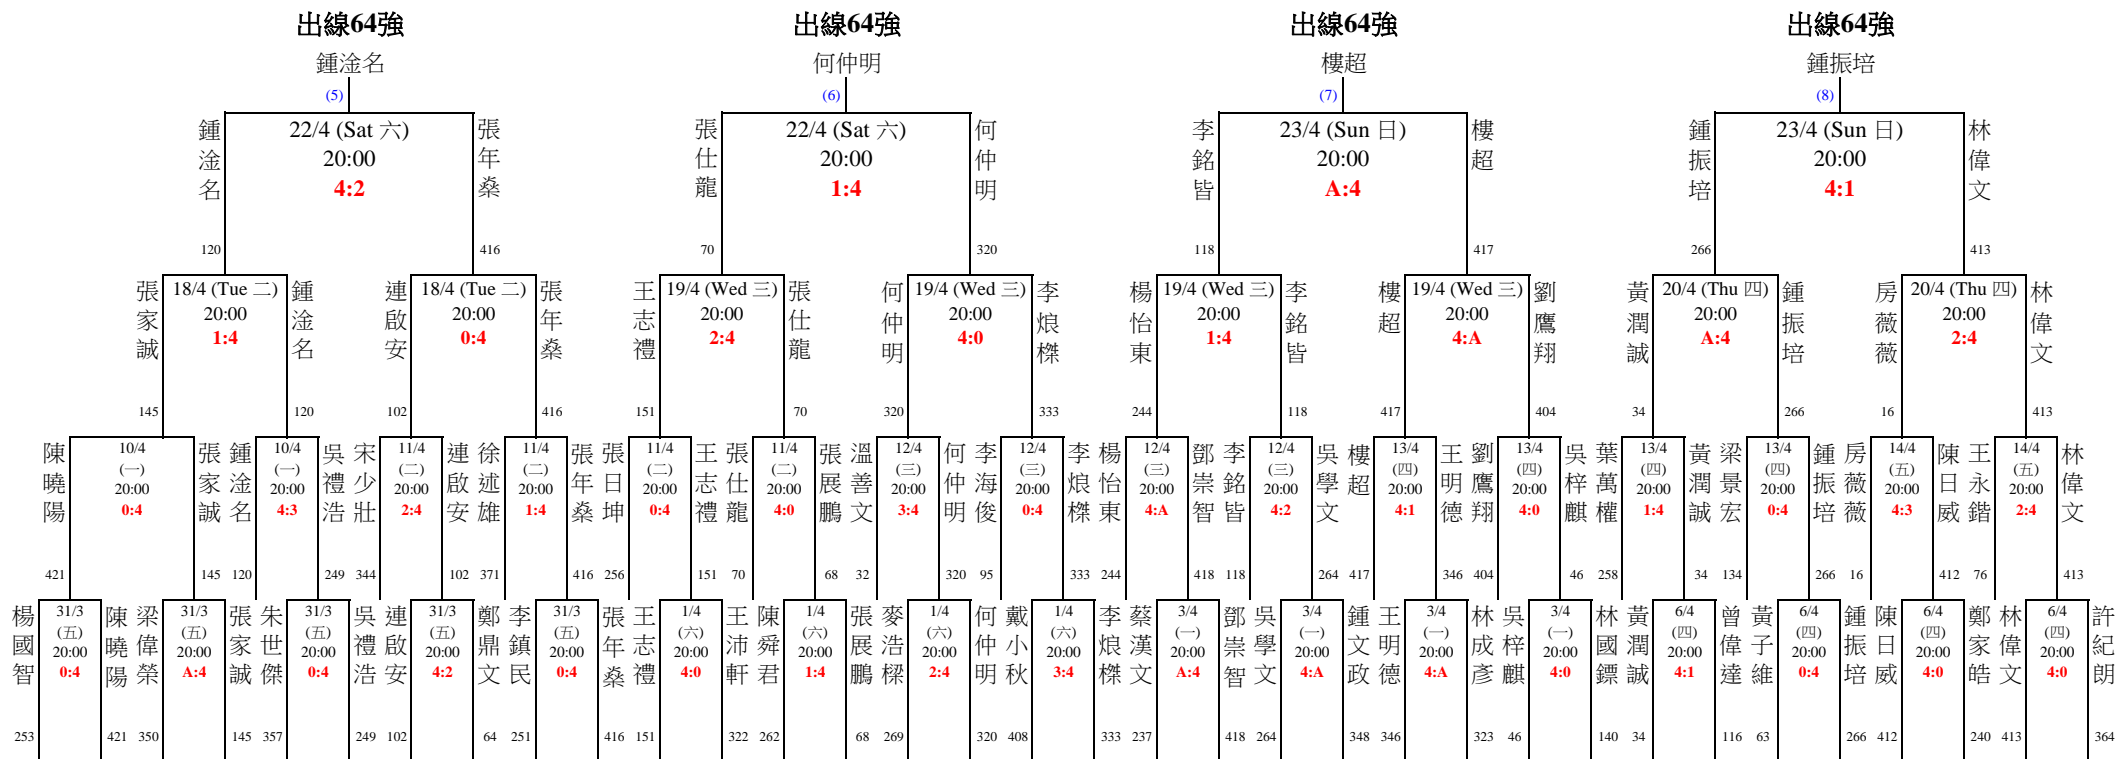 出線64強 出線64強 出線64強 出線64強
鍾淦名 何仲明 樓超 鍾振培
(5) (6) (7) (8)
鍾淦名 22/4 (Sat 六) 20:00 4:2 張年燊
張仕龍 22/4 (Sat 六) 20:00 1:4 何仲明
李銘皆 23/4 (Sun 日) 20:00 A:4 樓超
鍾振培 23/4 (Sun 日) 20:00 4:1 林偉文
120 416 70 320 118 417 266 413
張家誠 18/4 (Tue 二) 20:00 1:4 鍾淦名
連啟安 18/4 (Tue 二) 20:00 0:4 張年燊
王志禮 19/4 (Wed 三) 20:00 2:4 張仕龍
何仲明 19/4 (Wed 三) 20:00 4:0 李烺榤
楊怡東 19/4 (Wed 三) 20:00 1:4 李銘皆
樓超 19/4 (Wed 三) 20:00 4:A 劉鷹翔
黃潤誠 20/4 (Thu 四) 20:00 A:4 鍾振培
房薇薇 20/4 (Thu 四) 20:00 2:4 林偉文
145 120 102 416 151 70 320 333 244 118 417 404 34 266 16 413
陳曉陽 10/4 (一) 20:00 0:4 張家誠
鍾淦名 10/4 (一) 20:00 4:3 吳禮浩
宋少壯 11/4 (二) 20:00 2:4 連啟安
徐述雄 11/4 (二) 20:00 1:4 張年燊
張日坤 11/4 (二) 20:00 0:4 王志禮
張仕龍 11/4 (二) 20:00 4:0 張展鵬
溫善文 12/4 (三) 20:00 3:4 何仲明
李海俊 12/4 (三) 20:00 0:4 李烺榤
楊怡東 12/4 (三) 20:00 4:A 鄧崇智
李銘皆 12/4 (三) 20:00 4:2 吳學文
樓超 13/4 (四) 20:00 4:1 王明德
劉鷹翔 13/4 (四) 20:00 4:0 吳梓麒
葉萬權 13/4 (四) 20:00 1:4 黃潤誠
梁景宏 13/4 (四) 20:00 0:4 鍾振培
房薇薇 14/4 (五) 20:00 4:3 陳日威
王永鍇 14/4 (五) 20:00 2:4 林偉文
421 145 120 249 344 102 371 416 256 151 70 68 32 320 95 333 244 418 118 264 417 346 404 46 258 34 134 266 16 412 76 413
楊國智 31/3 (五) 20:00 0:4 陳曉陽
梁偉榮 31/3 (五) 20:00 A:4 張家誠
朱世傑 31/3 (五) 20:00 0:4 吳禮浩
連啟安 31/3 (五) 20:00 4:2 鄭鼎文
李鎮民 31/3 (五) 20:00 0:4 張年燊
王志禮 1/4 (六) 20:00 4:0 王沛軒
陳舜君 1/4 (六) 20:00 1:4 張展鵬
麥浩樑 1/4 (六) 20:00 2:4 何仲明
戴小秋 1/4 (六) 20:00 3:4 李烺榤
蔡漢文 3/4 (一) 20:00 A:4 鄧崇智
吳學文 3/4 (一) 20:00 4:A 鍾文政
王明德 3/4 (一) 20:00 4:A 林成彥
吳梓麒 3/4 (一) 20:00 4:0 林國鏢
黃潤誠 6/4 (四) 20:00 4:1 曾偉達
黃子維 6/4 (四) 20:00 0:4 鍾振培
陳日威 6/4 (四) 20:00 4:0 鄭家皓
林偉文 6/4 (四) 20:00 4:0 許紀朗
253 421 350 145 357 249 102 64 251 416 151 322 262 68 269 320 408 333 237 418 264 348 346 323 46 140 34 116 63 266 412 240 413 364